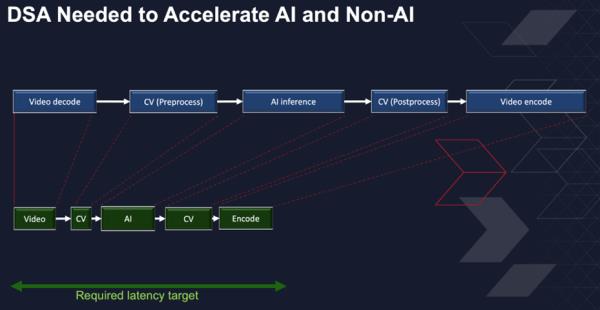 DSA Needed to Accelerate AI and Non-AI
Video decode
CV (Preprocess)
AI inference
CV (Postprocess)
Video encode
Video
CV
AI
CV
Encode
Required latency target